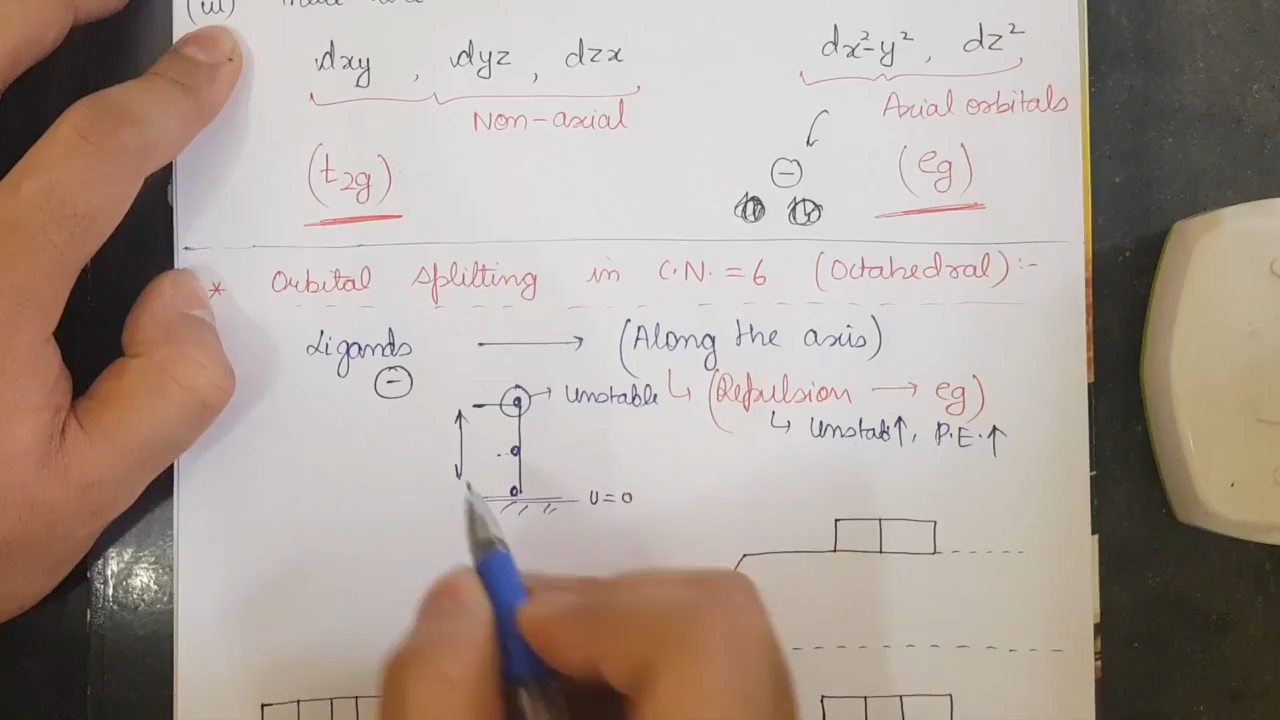 (iii)
dxy , dyz , dzx
dx²-y² , dz²
Non-axial
Axial orbitals
(t₂g)
(eg)
* Orbital splitting in C.N. = 6 (Octahedral) :-
Ligands → (Along the axis)
↳ (Repulsion → eg)
↳ Unstab↑, P.E.↑
Unstable
U = 0